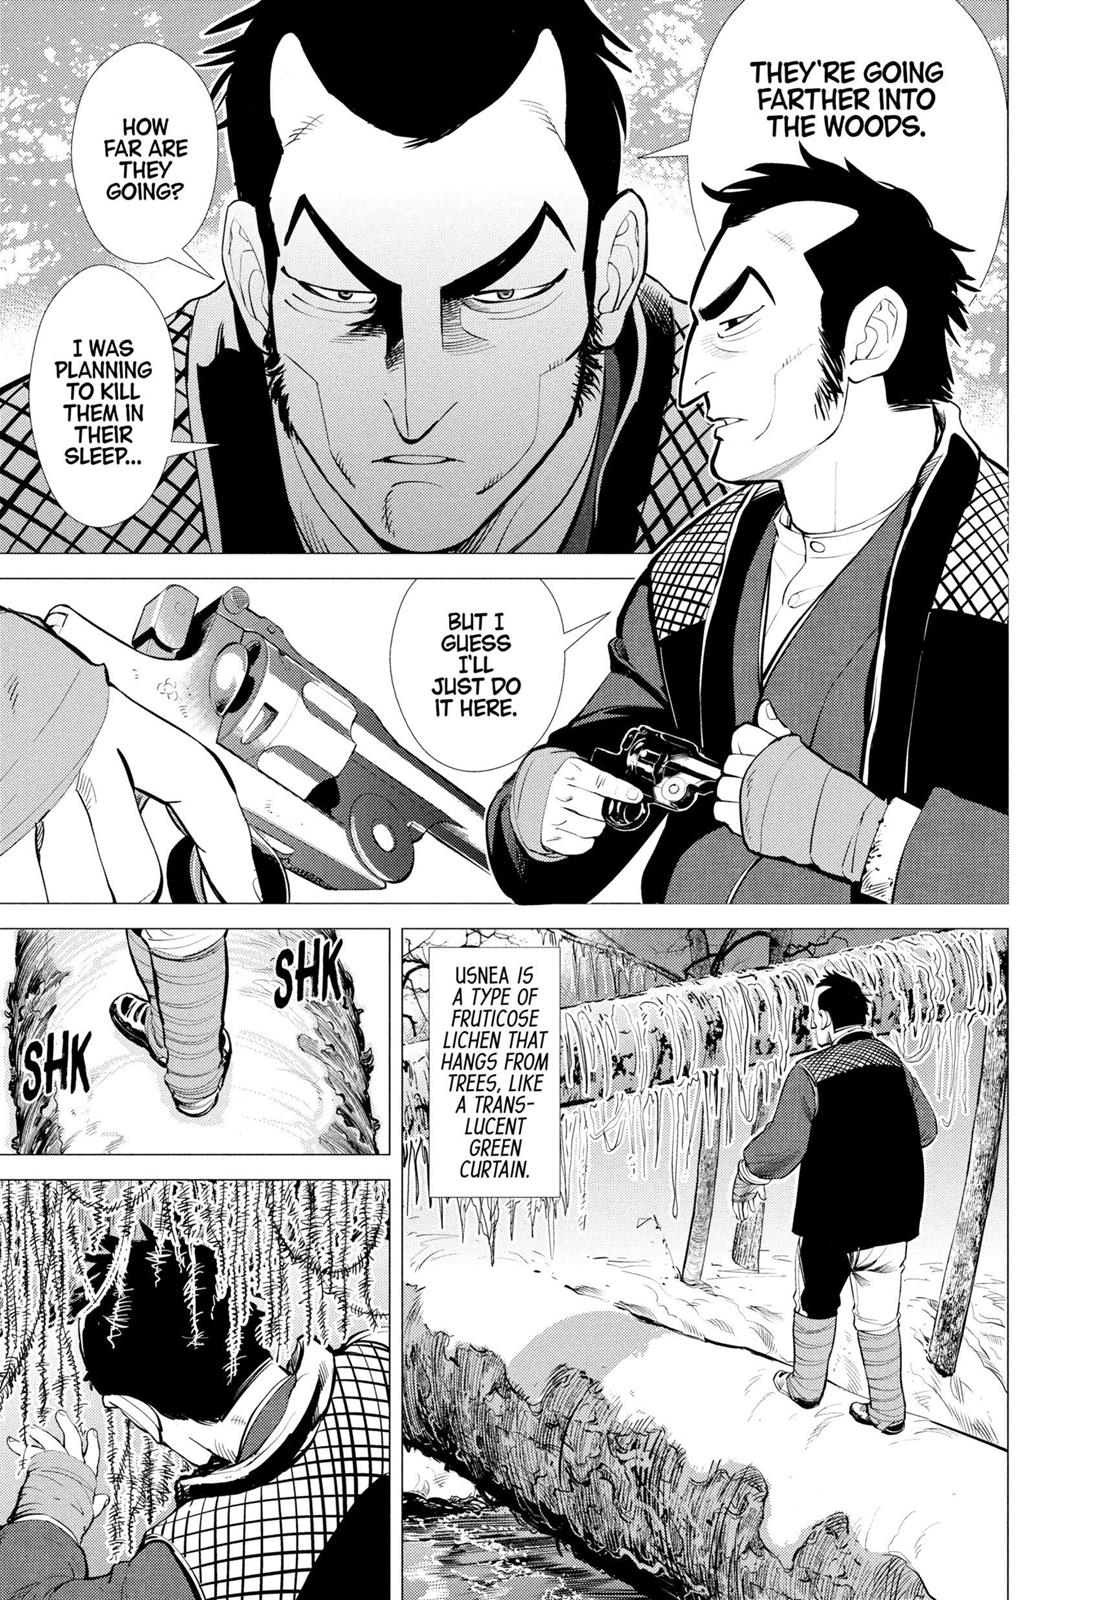 THEY'RE GOING
FARTHER INTO
THE WOODS.
HOW
FAR ARE
THEY
GOING?
I WAS
PLANNING
TO KILL
THEM IN
THEIR
SLEEP...
BUT I
GUESS
I'LL
JUST DO
IT HERE.
USNEA IS
A TYPE OF
FRUTICOSE
LICHEN THAT
HANGS FROM
TREES, LIKE
A TRANS-
LUCENT
GREEN
CURTAIN.
SHK
SHK